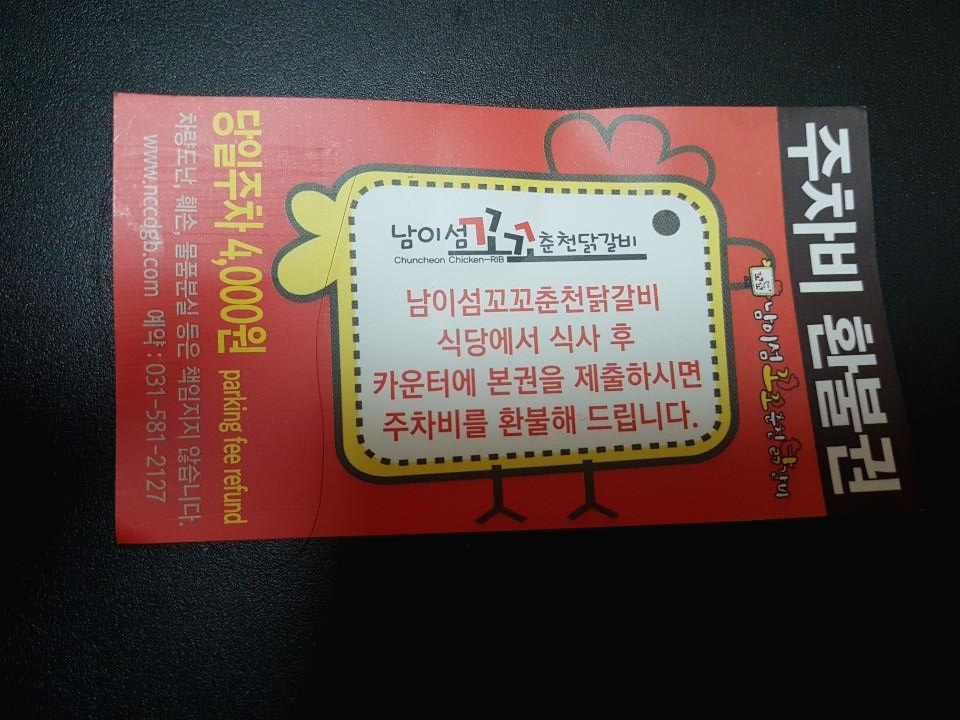 주차비 환불권
꼬꼬
남이섬꼬꼬춘천닭갈비
남이섬꼬꼬춘천닭갈비
Chuncheon Chicken-RIB
남이섬꼬꼬춘천닭갈비
식당에서 식사 후
카운터에 본권을 제출하시면
주차비를 환불해 드립니다.
당일주차 4,000원 parking fee refund
차량도난, 훼손, 물품분실 등은 책임지지 않습니다.
www.nccdgb.com 예약 : 031-581-2127